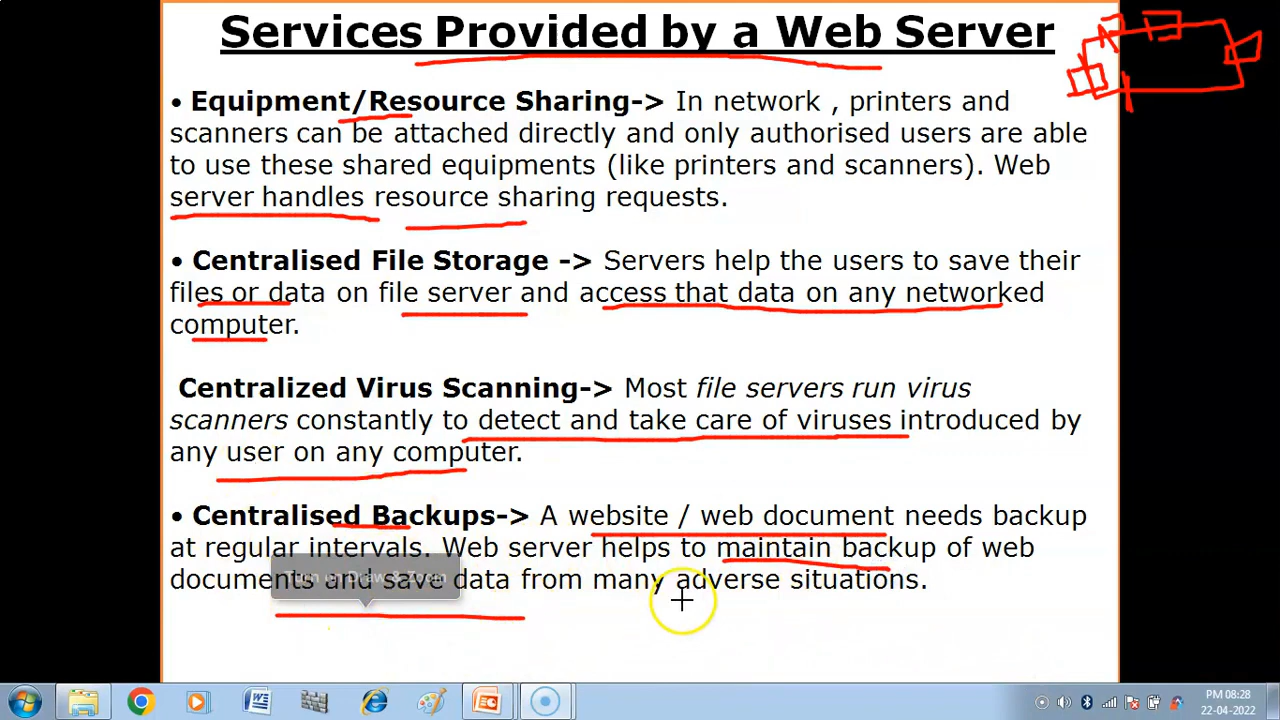 Services Provided by a Web Server
• Equipment/Resource Sharing-> In network , printers and
scanners can be attached directly and only authorised users are able
to use these shared equipments (like printers and scanners). Web
server handles resource sharing requests.
• Centralised File Storage -> Servers help the users to save their
files or data on file server and access that data on any networked
computer.
Centralized Virus Scanning-> Most file servers run virus
scanners constantly to detect and take care of viruses introduced by
any user on any computer.
• Centralised Backups-> A website / web document needs backup
at regular intervals. Web server helps to maintain backup of web
documents and save data from many adverse situations.
Turn on Draw & Zoom
PM 08:28
22-04-2022